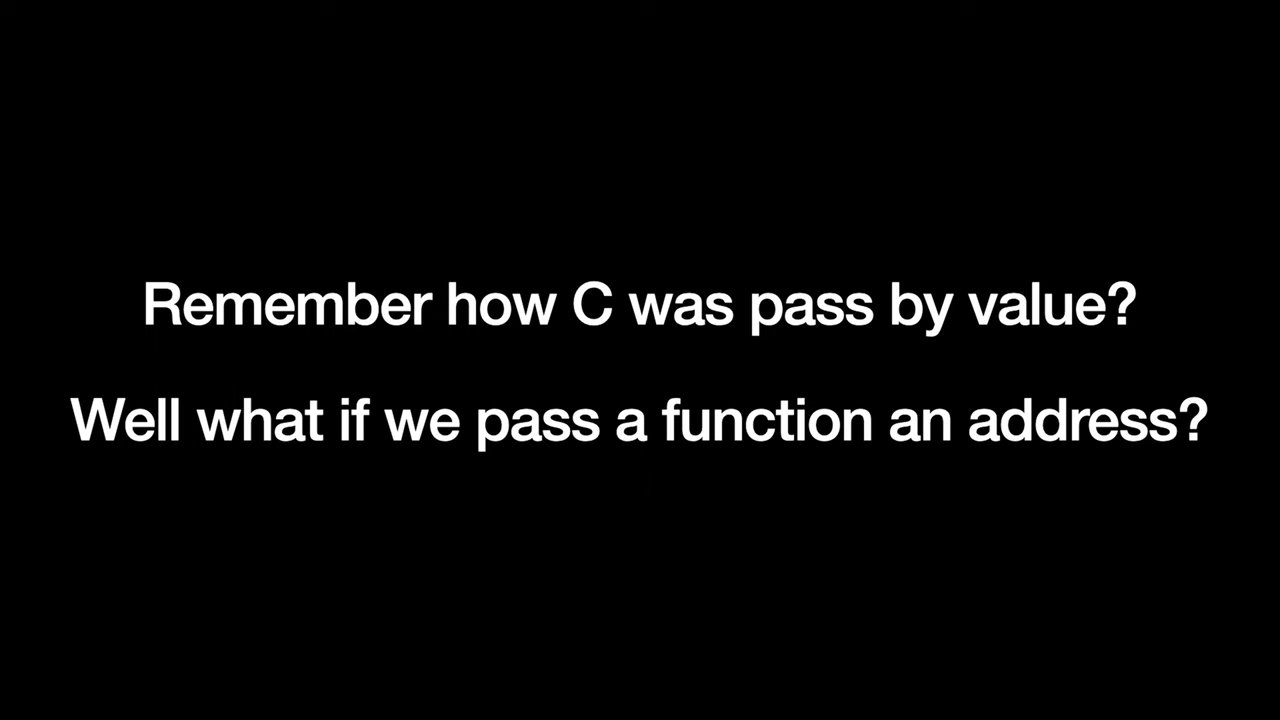 Remember how C was pass by value?
Well what if we pass a function an address?